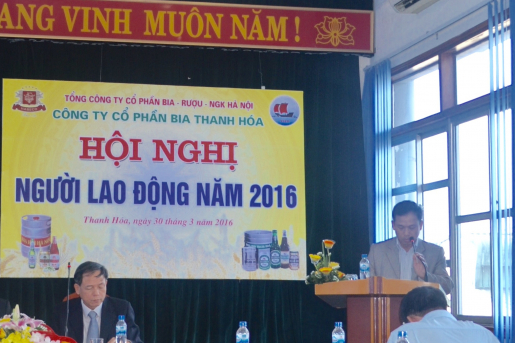 ANG VINH MUÔN NĂM !
TỔNG CÔNG TY CỔ PHẦN BIA - RƯỢU - NGK HÀ NỘI
CÔNG TY CỔ PHẦN BIA THANH HÓA
HỘI NGHỊ
NGƯỜI LAO ĐỘNG NĂM 2016
Thanh Hóa, ngày 30 tháng 3 năm 2016